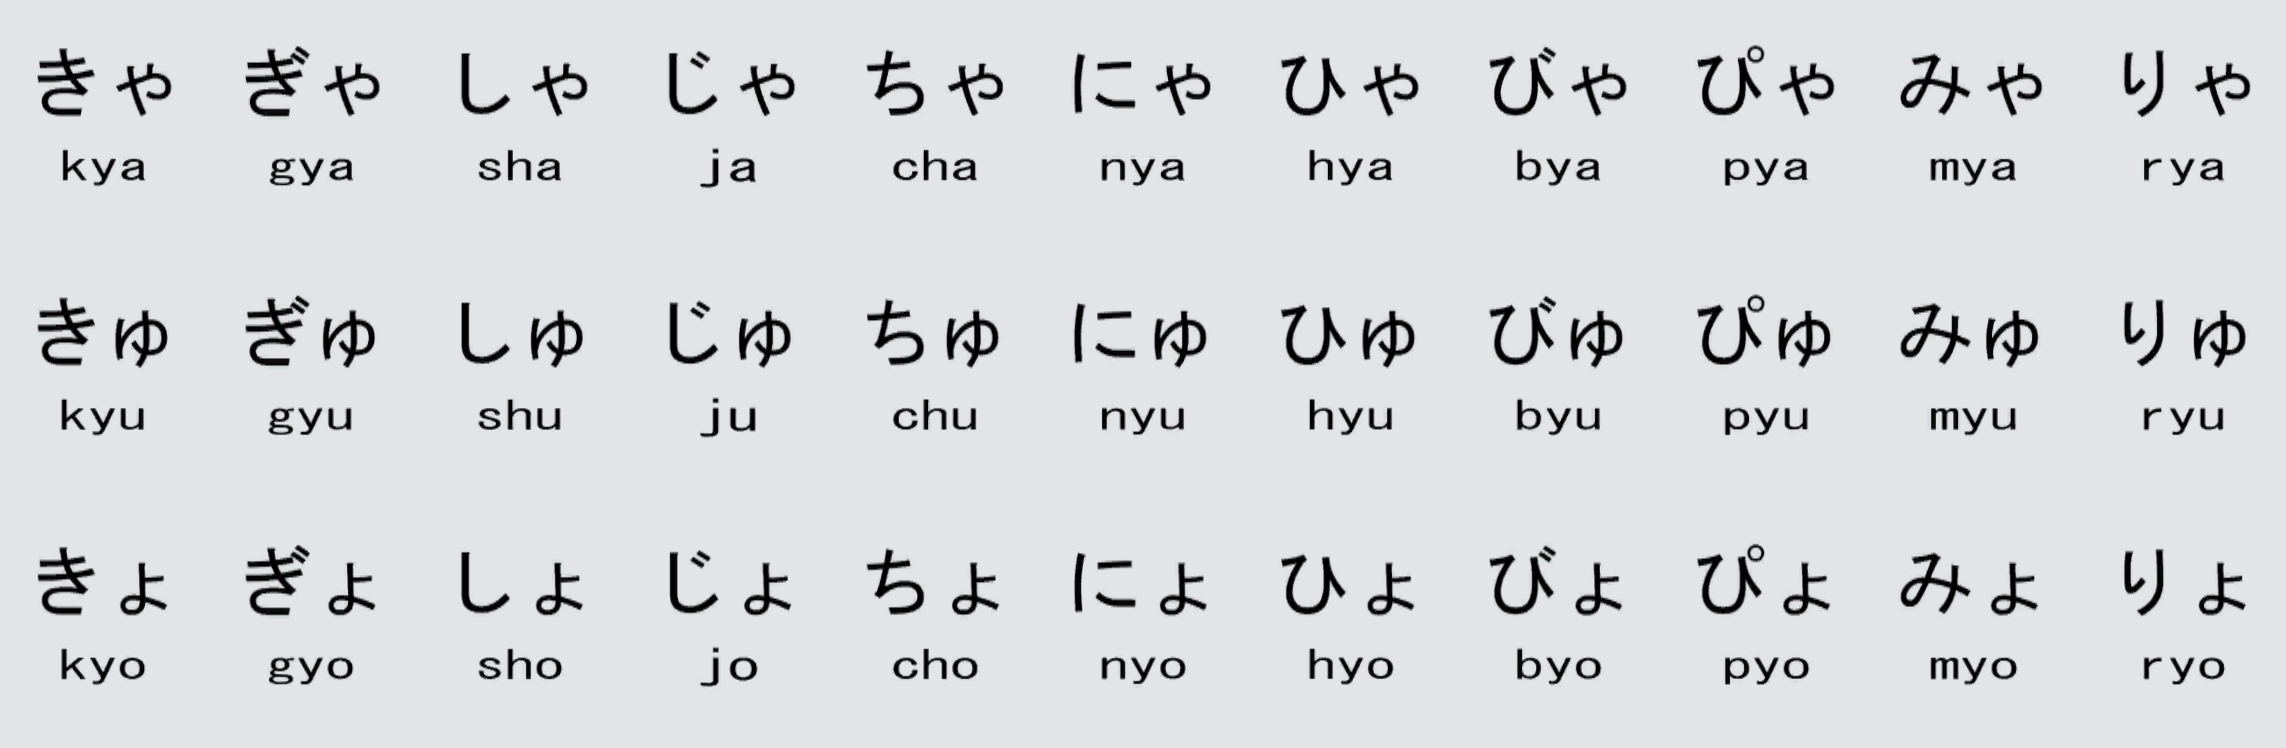 きゃ ぎゃ しゃ じゃ ちゃ にゃ ひゃ びゃ ぴゃ みゃ りゃ
kya gya sha ja cha nya hya bya pya mya rya
きゅ ぎゅ しゅ じゅ ちゅ にゅ ひゅ びゅ ぴゅ みゅ りゅ
kyu gyu shu ju chu nyu hyu byu pyu myu ryu
きょ ぎょ しょ じょ ちょ にょ ひょ びょ ぴょ みょ りょ
kyo gyo sho jo cho nyo hyo byo pyo myo ryo